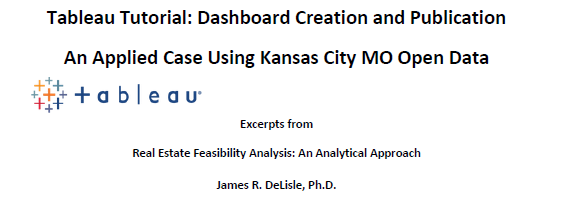 Tableau Tutorial: Dashboard Creation and Publication
An Applied Case Using Kansas City MO Open Data
+ a b l e a u®
Excerpts from
Real Estate Feasibility Analysis: An Analytical Approach
James R. DeLisle, Ph.D.